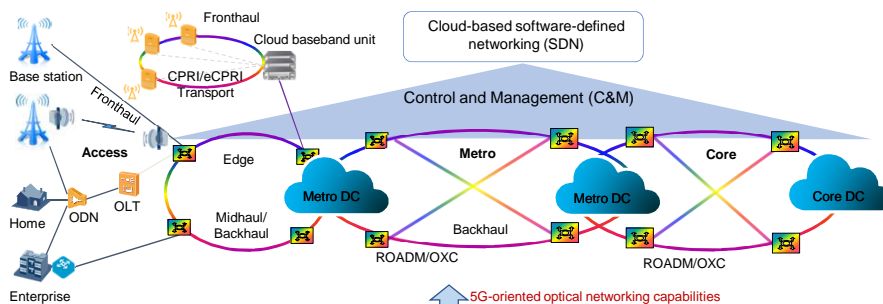 Fronthaul
Cloud-based software-defined
networking (SDN)
Cloud baseband unit
Base station
CPRI/eCPRI
Transport
Fronthaul
Control and Management (C&M)
Access
Edge
Metro
Core
Metro DC
Metro DC
Core DC
Home
ODN
OLT
Midhaul/
Backhaul
Backhaul
ROADM/OXC
ROADM/OXC
Enterprise
5G-oriented optical networking capabilities